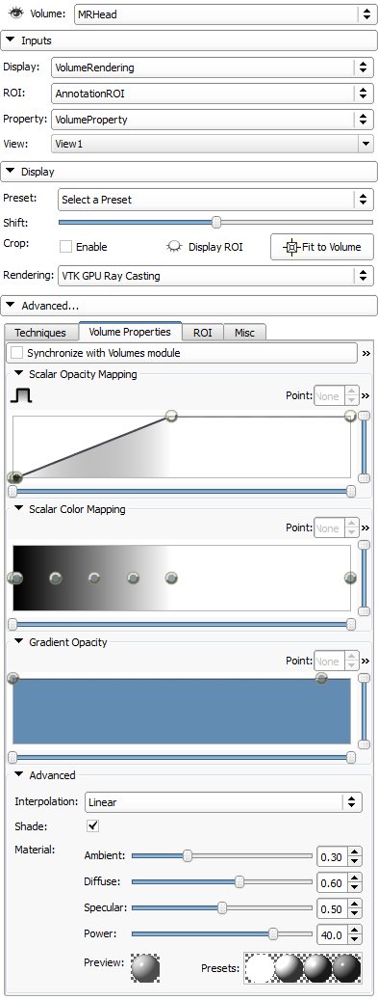 Volume: MRHead
Inputs
Display: VolumeRendering
ROI: AnnotationROI
Property: VolumeProperty
View: View1
Display
Preset: Select a Preset
Shift:
Crop: Enable Display ROI Fit to Volume
Rendering: VTK GPU Ray Casting
Advanced...
Techniques Volume Properties ROI Misc
Synchronize with Volumes module »
Scalar Opacity Mapping
Point: None »
Scalar Color Mapping
Point: None »
Gradient Opacity
Point: None »
Advanced
Interpolation: Linear
Shade:
Material: Ambient: 0.30
Diffuse: 0.60
Specular: 0.50
Power: 40.0
Preview: Presets: